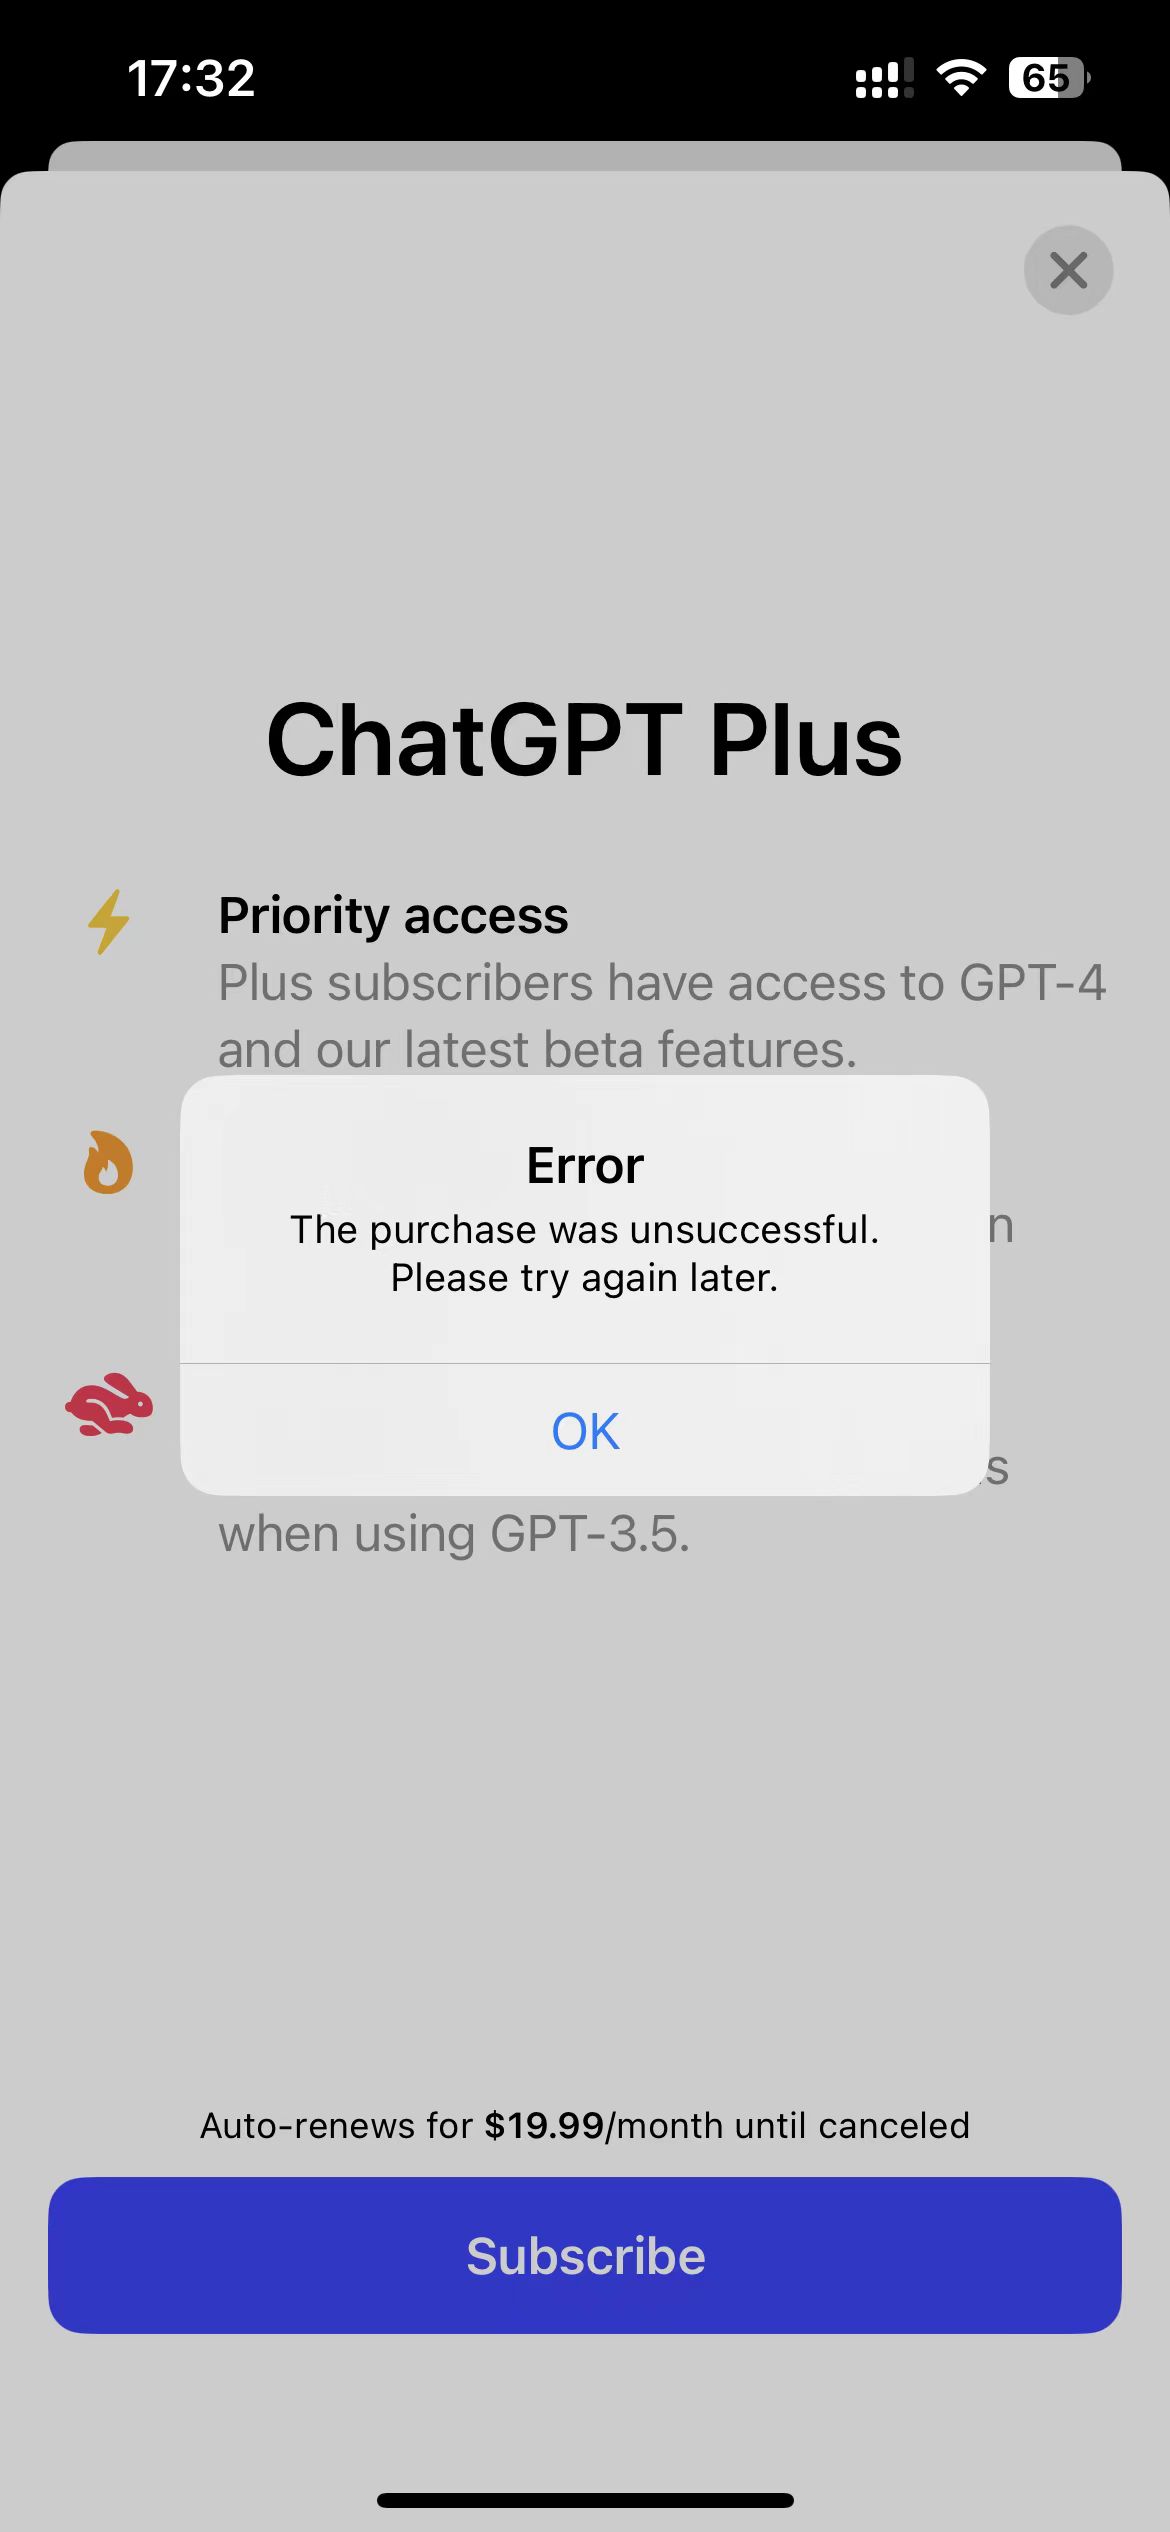 17:32
65
ChatGPT Plus
Priority access
Plus subscribers have access to GPT-4
and our latest beta features.
Error
The purchase was unsuccessful.
Please try again later.
OK
when using GPT-3.5.
Auto-renews for $19.99/month until canceled
Subscribe